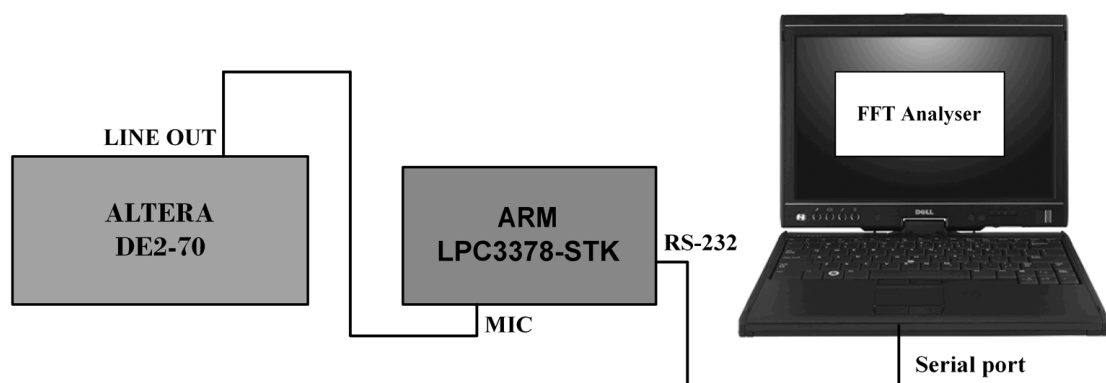 LINE OUT
ALTERA
DE2-70
ARM
LPC3378-STK
MIC
RS-232
FFT Analyser
DELL
Serial port